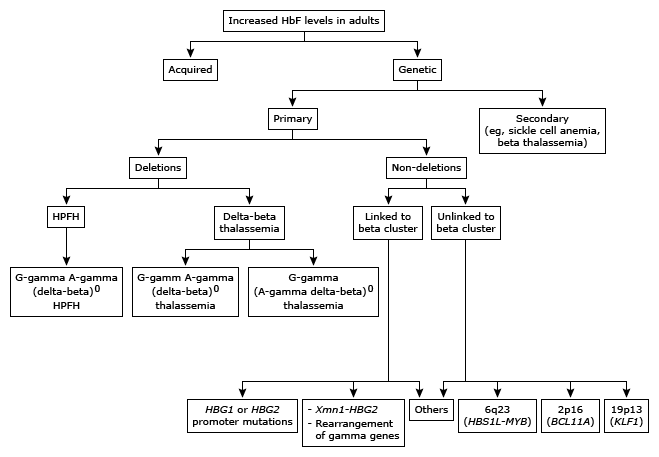 Increased HbF levels in adults
Acquired
Genetic
Primary
Secondary
(eg, sickle cell anemia,
beta thalassemia)
Deletions
Non-deletions
HPFH
Delta-beta
thalassemia
Linked to
beta cluster
Unlinked to
beta cluster
G-gamma A-gamma
(delta-beta)⁰
HPFH
G-gamm A-gamma
(delta-beta)⁰
thalassemia
G-gamma
(A-gamma delta-beta)⁰
thalassemia
HBG1 or HBG2
promoter mutations
- Xmn1-HBG2
- Rearrangement
of gamma genes
Others
6q23
(HBS1L-MYB)
2p16
(BCL11A)
19p13
(KLF1)